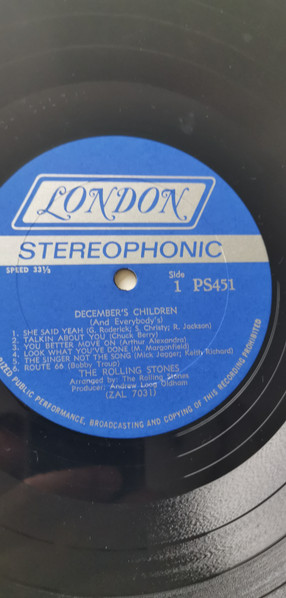 LONDON
STEREOPHONIC
SPEED 33⅓
Side
1 PS451
DECEMBER'S CHILDREN
(And Everybody's)
1. SHE SAID YEAH (G. Roderick; S. Christy; R. Jackson)
2. TALKIN ABOUT YOU (Chuck Berry)
3. YOU BETTER MOVE ON (Arthur Alexander)
4. LOOK WHAT YOU'VE DONE (M. Morganfield)
5. THE SINGER NOT THE SONG (Mick Jagger; Keith Richard)
6. ROUTE 66 (Bobby Troup)
THE ROLLING STONES
Arranged by: The Rolling Stones
Producer: Andrew Loog Oldham
(ZAL 7031)
PUBLIC PERFORMANCE, BROADCASTING AND COPYING OF THIS RECORDING PROHIBITED